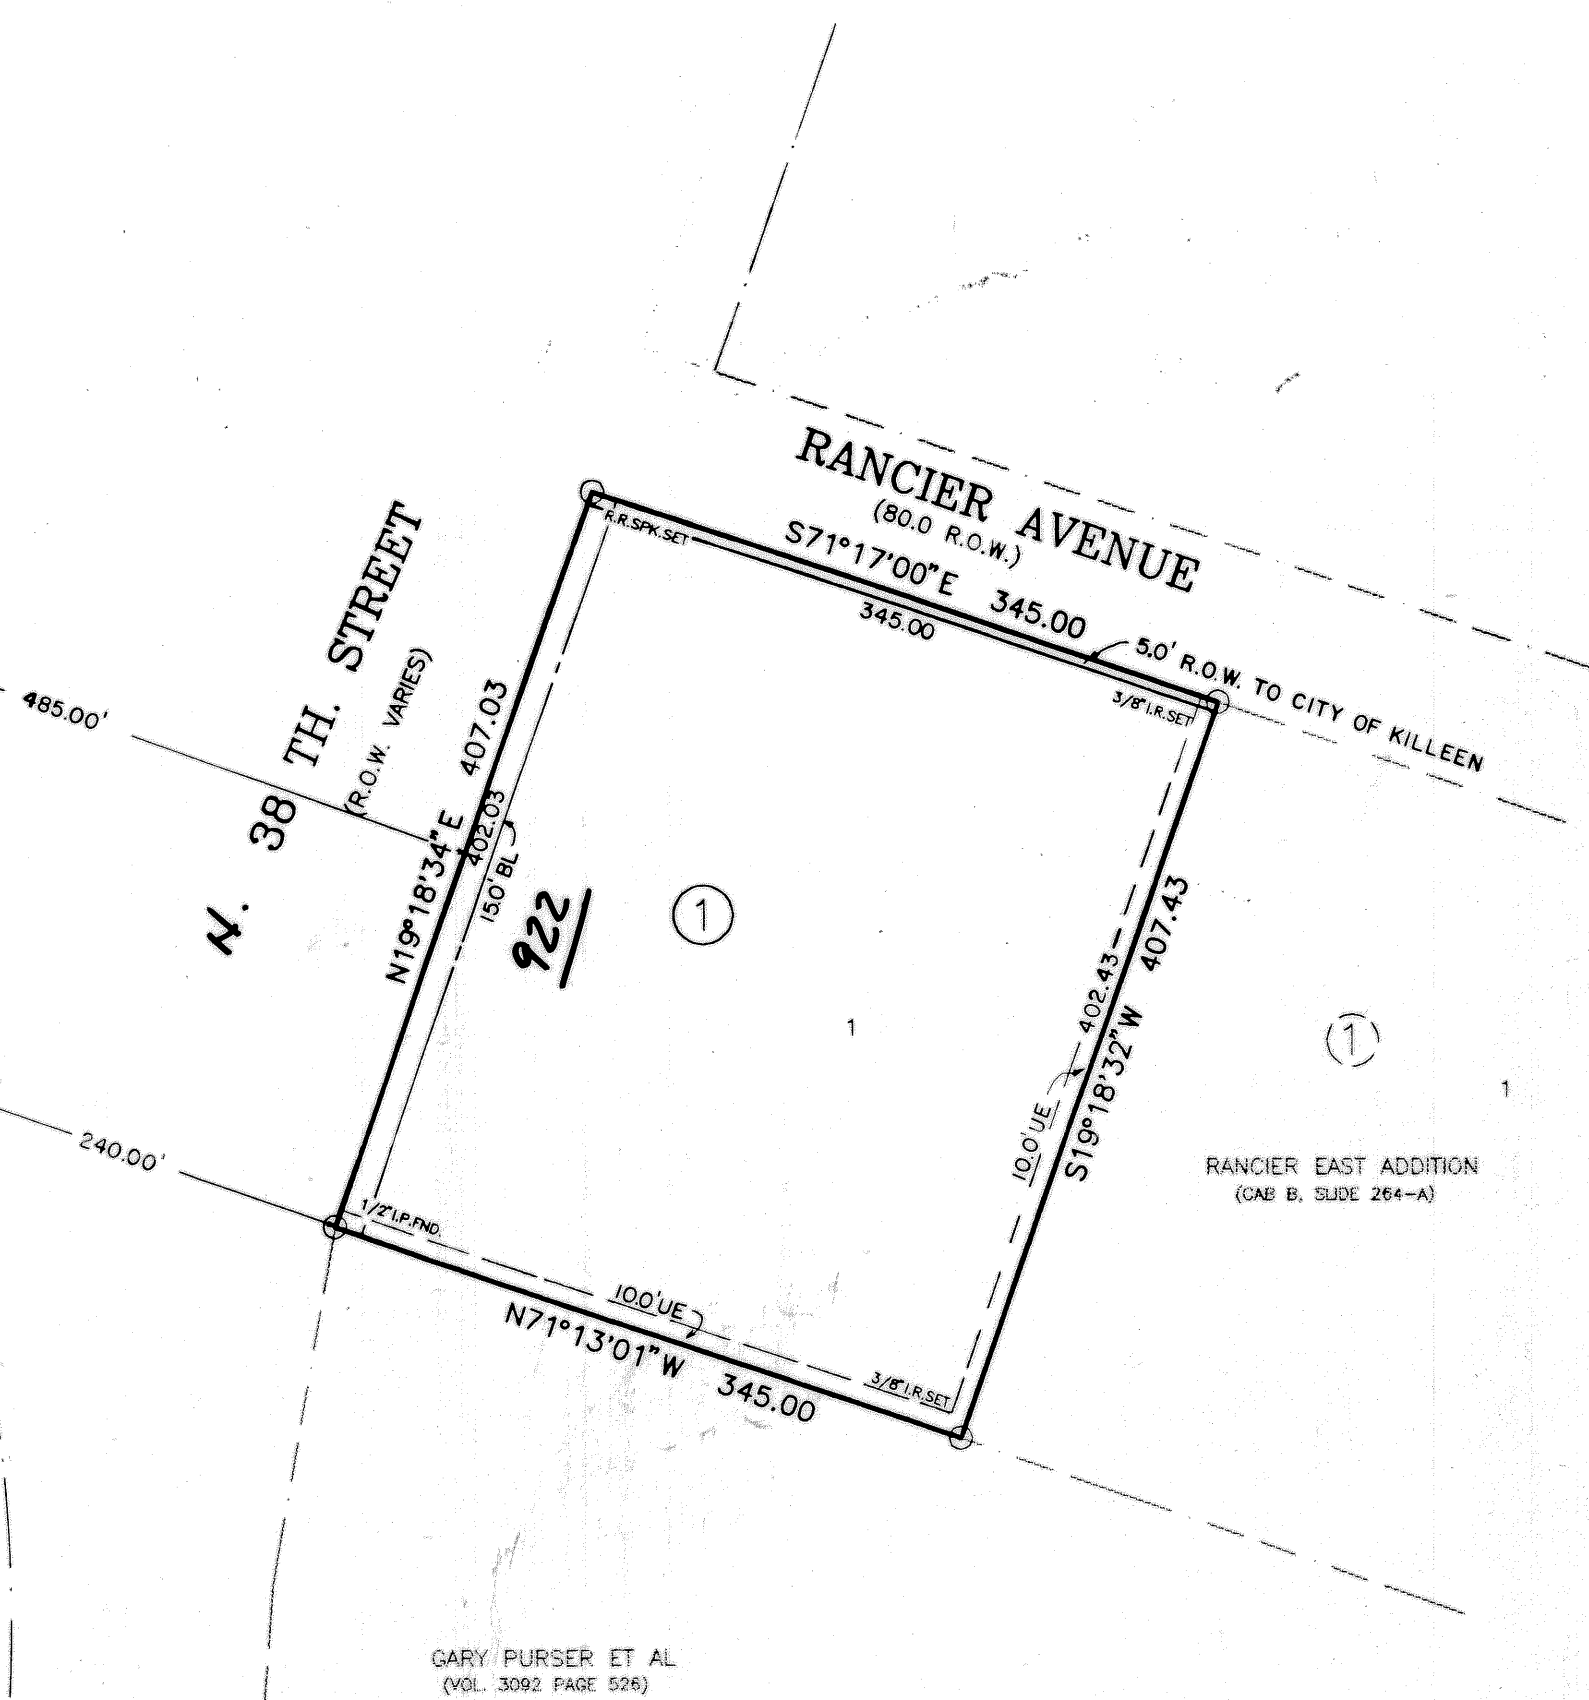 RANCIER AVENUE
(80.0 R.O.W.)
S71°17'00"E 345.00
345.00
R.R.SPK.SET
5.0' R.O.W. TO CITY OF KILLEEN
3/8"I.R.SET
N. 38 TH. STREET
(R.O.W. VARIES)
485.00'
N19°18'34"E 407.03
402.03
15.0' BL
922
1
1
402.43
S19°18'32"W 407.43
10.0'UE
1
1
RANCIER EAST ADDITION
(CAB B, SLIDE 264-A)
240.00'
1/2"I.P.FND.
10.0'UE
N71°13'01"W 345.00
3/8"I.R.SET
GARY PURSER ET AL
(VOL. 3092 PAGE 526)